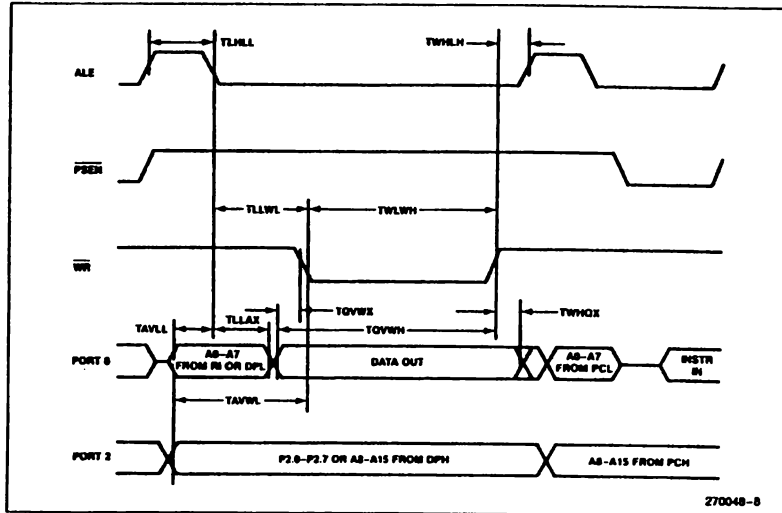 TLHLL
TWHLH
ALE
PSEN
TLLWL
TWLWH
WR
TAVLL
TLLAX
TQVWX
TQVWH
TWHQX
PORT 0
A0–A7
FROM RI OR DPL
DATA OUT
A0–A7
FROM PCL
INSTR
IN
TAVWL
PORT 2
P2.0–P2.7 OR A8–A15 FROM DPH
A8–A15 FROM PCH
270048–8